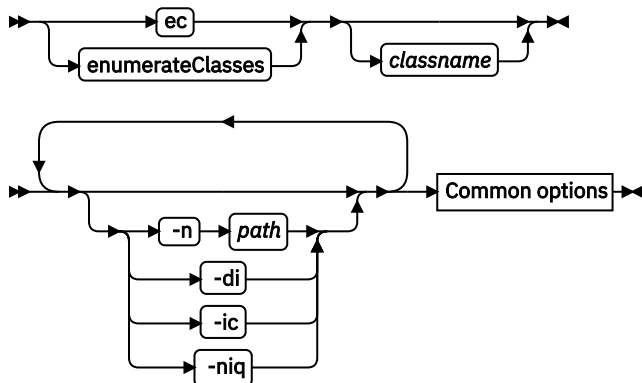 ec
enumerateClasses
classname
-n path
-di
-ic
-niq
Common options